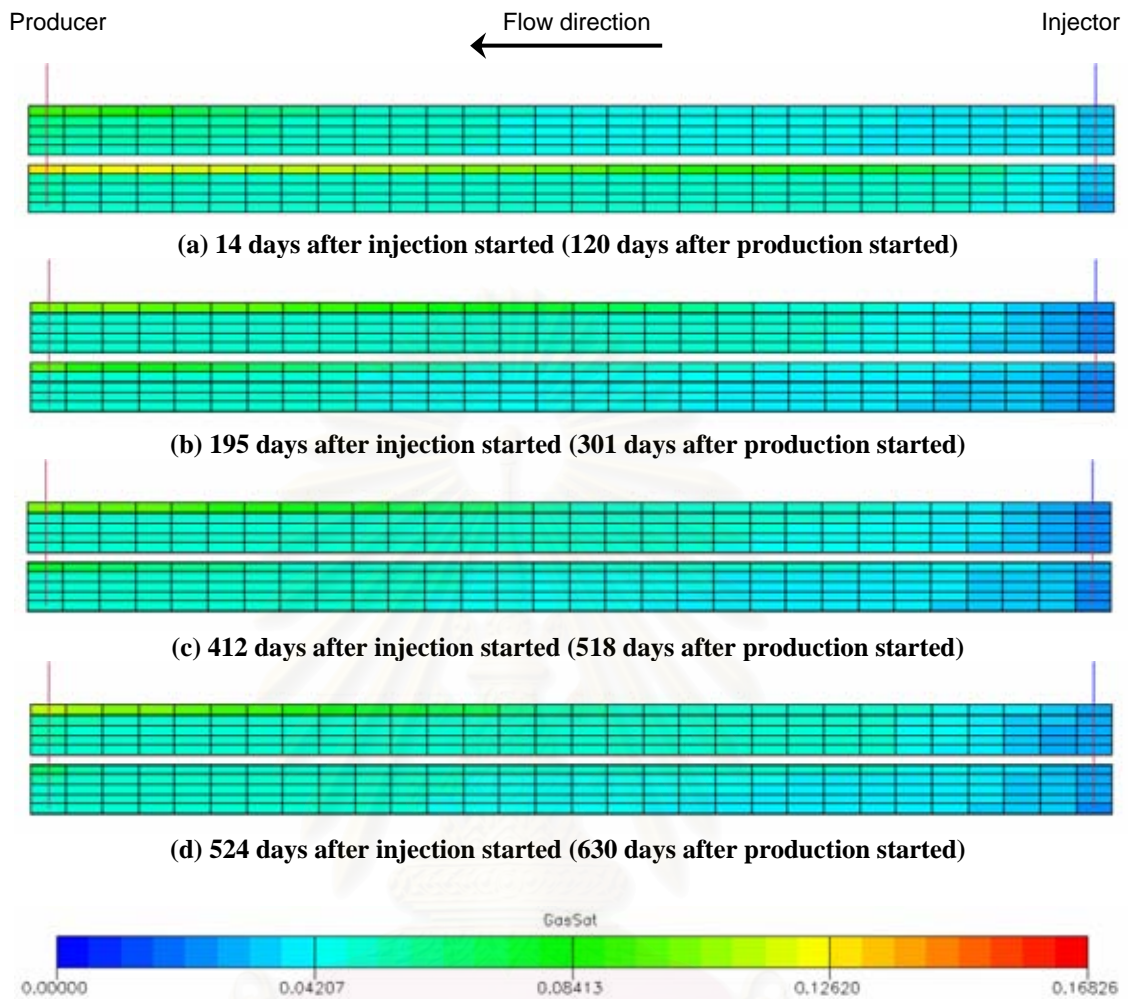 Producer Flow direction Injector
(a) 14 days after injection started (120 days after production started)
(b) 195 days after injection started (301 days after production started)
(c) 412 days after injection started (518 days after production started)
(d) 524 days after injection started (630 days after production started)
GasSat
0.00000 0.04207 0.08413 0.12620 0.16826